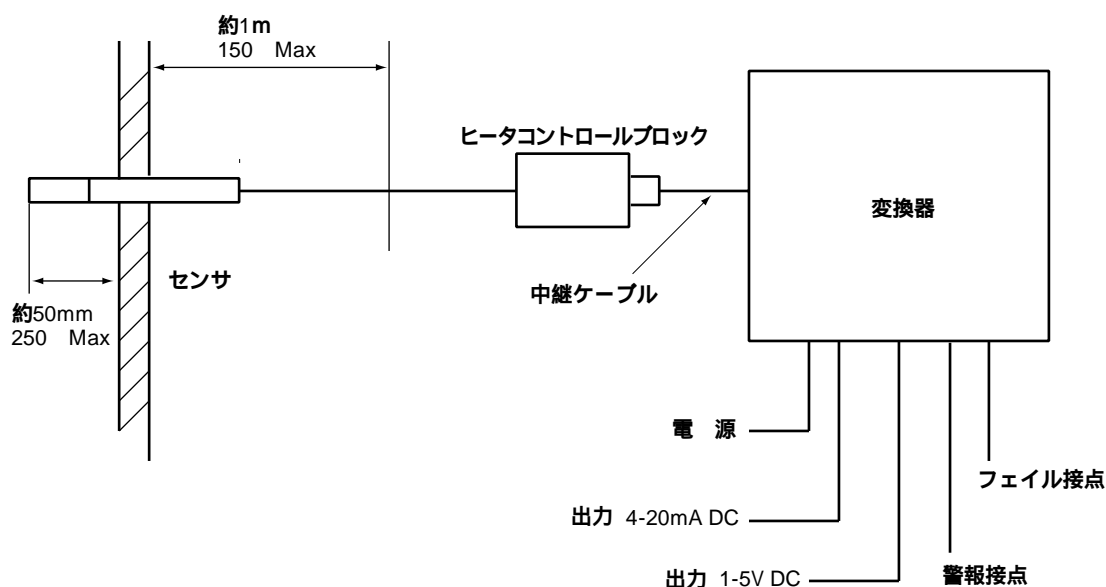 約1m
150 Max
ヒータコントロールブロック
変換器
センサ
中継ケーブル
約50mm
250 Max
電 源
フェイル接点
出力 4-20mA DC
警報接点
出力 1-5V DC